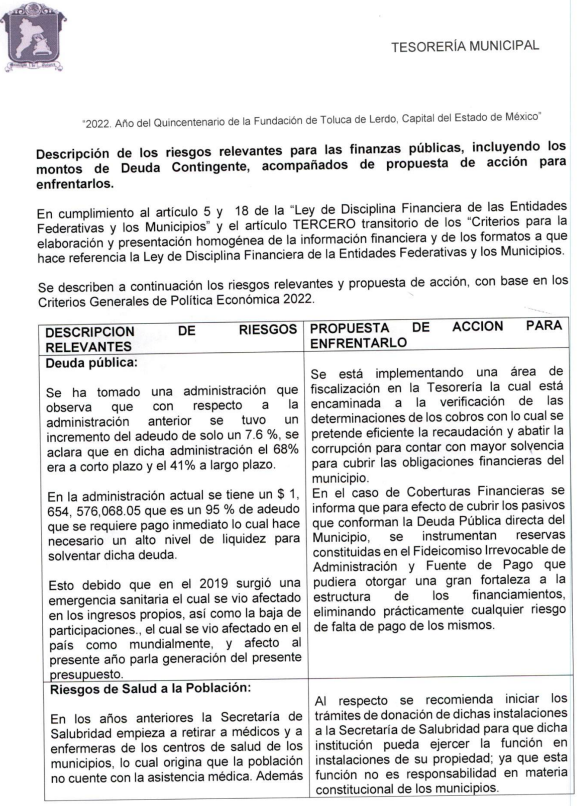 TESORERÍA MUNICIPAL
"2022. Año del Quincentenario de la Fundación de Toluca de Lerdo, Capital del Estado de México"
Descripción de los riesgos relevantes para las finanzas públicas, incluyendo los
montos de Deuda Contingente, acompañados de propuesta de acción para
enfrentarlos.
En cumplimiento al artículo 5 y 18 de la "Ley de Disciplina Financiera de las Entidades
Federativas y los Municipios" y el artículo TERCERO transitorio de los "Criterios para la
elaboración y presentación homogénea de la información financiera y de los formatos a que
hace referencia la Ley de Disciplina Financiera de la Entidades Federativas y los Municipios.
Se describen a continuación los riesgos relevantes y propuesta de acción, con base en los
Criterios Generales de Política Económica 2022.
DESCRIPCION DE RIESGOS
RELEVANTES
PROPUESTA DE ACCION PARA
ENFRENTARLO
Deuda pública:
Se ha tomado una administración que
observa que con respecto a la
administración anterior se tuvo un
incremento del adeudo de solo un 7.6 %, se
aclara que en dicha administración el 68%
era a corto plazo y el 41% a largo plazo.
En la administración actual se tiene un $ 1,
654, 576,068.05 que es un 95 % de adeudo
que se requiere pago inmediato lo cual hace
necesario un alto nivel de liquidez para
solventar dicha deuda.
Esto debido que en el 2019 surgió una
emergencia sanitaria el cual se vio afectado
en los ingresos propios, así como la baja de
participaciones., el cual se vio afectado en el
país como mundialmente, y afecto al
presente año parla generación del presente
presupuesto.
Se está implementando una área de
fiscalización en la Tesorería la cual está
encaminada a la verificación de las
determinaciones de los cobros con lo cual se
pretende eficiente la recaudación y abatir la
corrupción para contar con mayor solvencia
para cubrir las obligaciones financieras del
municipio.
En el caso de Coberturas Financieras se
informa que para efecto de cubrir los pasivos
que conforman la Deuda Pública directa del
Municipio, se instrumentan reservas
constituidas en el Fideicomiso Irrevocable de
Administración y Fuente de Pago que
pudiera otorgar una gran fortaleza a la
estructura de los financiamientos,
eliminando prácticamente cualquier riesgo
de falta de pago de los mismos.
Riesgos de Salud a la Población:
En los años anteriores la Secretaría de
Salubridad empieza a retirar a médicos y a
enfermeras de los centros de salud de los
municipios, lo cual origina que la población
no cuente con la asistencia médica. Además
Al respecto se recomienda iniciar los
trámites de donación de dichas instalaciones
a la Secretaría de Salubridad para que dicha
institución pueda ejercer la función en
instalaciones de su propiedad; ya que esta
función no es responsabilidad en materia
constitucional de los municipios.